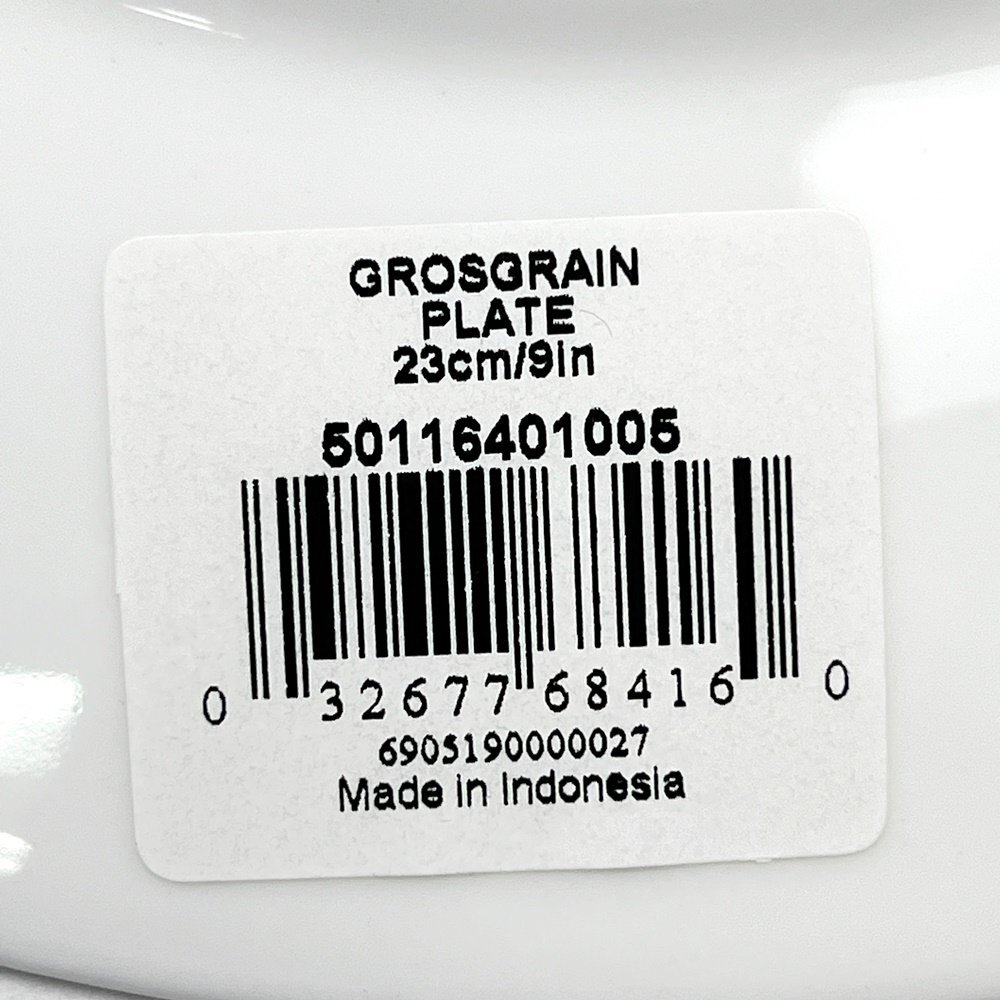 GROSGRAIN
PLATE
23cm/9in
50116401005
0 32677 68416 0
6905190000027
Made in Indonesia